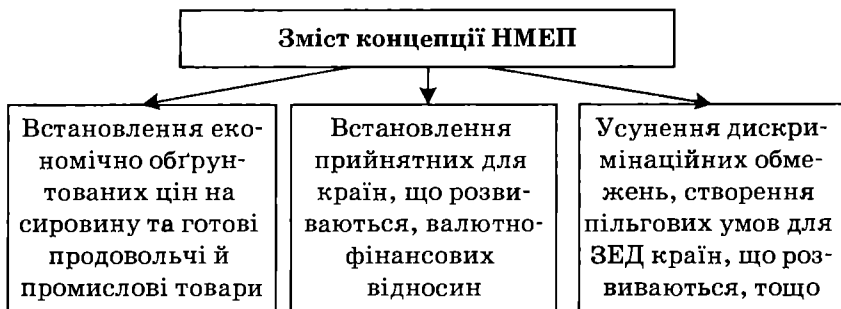 Зміст концепції НМЕП
Встановлення еко-
номічно обґрун-
тованих цін на
сировину та готові
продовольчі й
промислові товари
Встановлення
прийнятних для
країн, що розви-
ваються, валютно-
фінансових
відносин
Усунення дискри-
мінаційних обме-
жень, створення
пільгових умов для
ЗЕД країн, що роз-
виваються, тощо